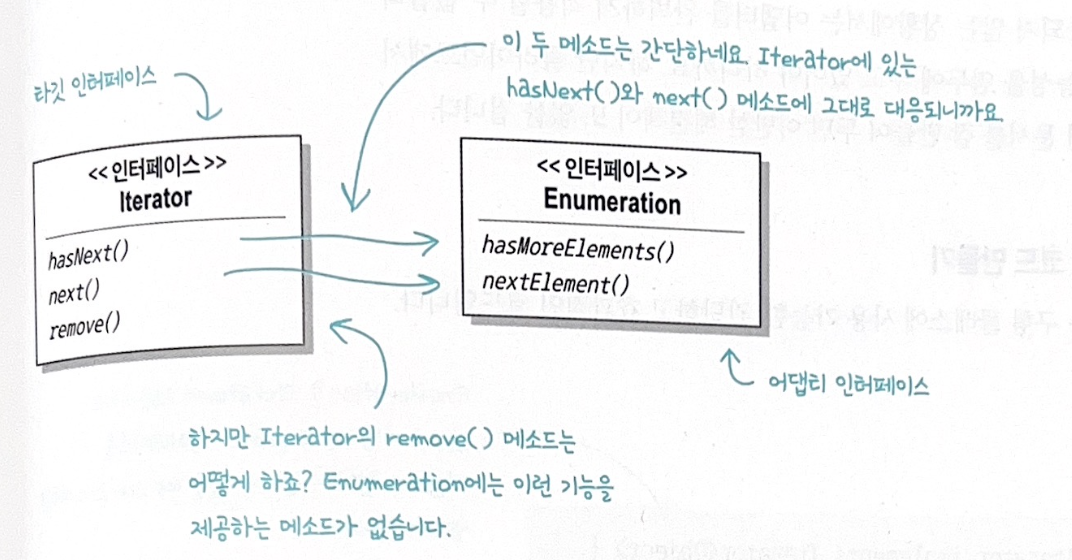 이 두 메소드는 간단하네요. Iterator에 있는
hasNext()와 next() 메소드에 그대로 대응되니까요.
타깃 인터페이스
<<인터페이스>>
Iterator
hasNext()
next()
remove()
<<인터페이스>>
Enumeration
hasMoreElements()
nextElement()
어댑티 인터페이스
하지만 Iterator의 remove() 메소드는
어떻게 하죠? Enumeration에는 이런 기능을
제공하는 메소드가 없습니다.